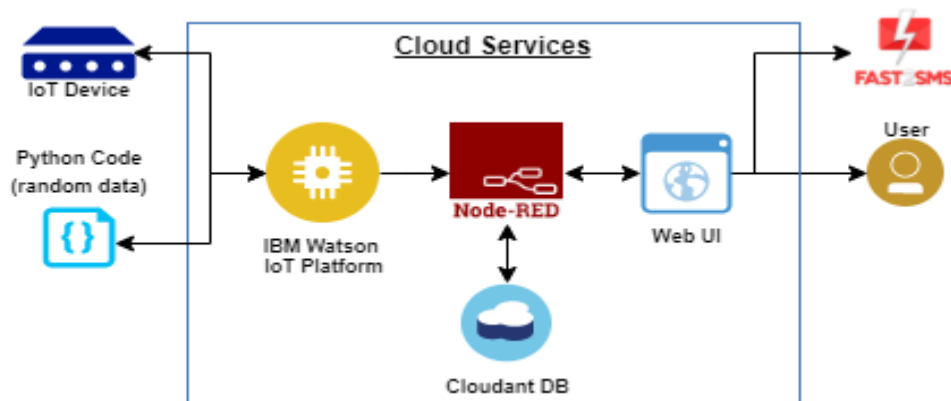 Cloud Services
IoT Device
FAST2SMS
Python Code
(random data)
User
Node-RED
IBM Watson
IoT Platform
Web UI
Cloudant DB